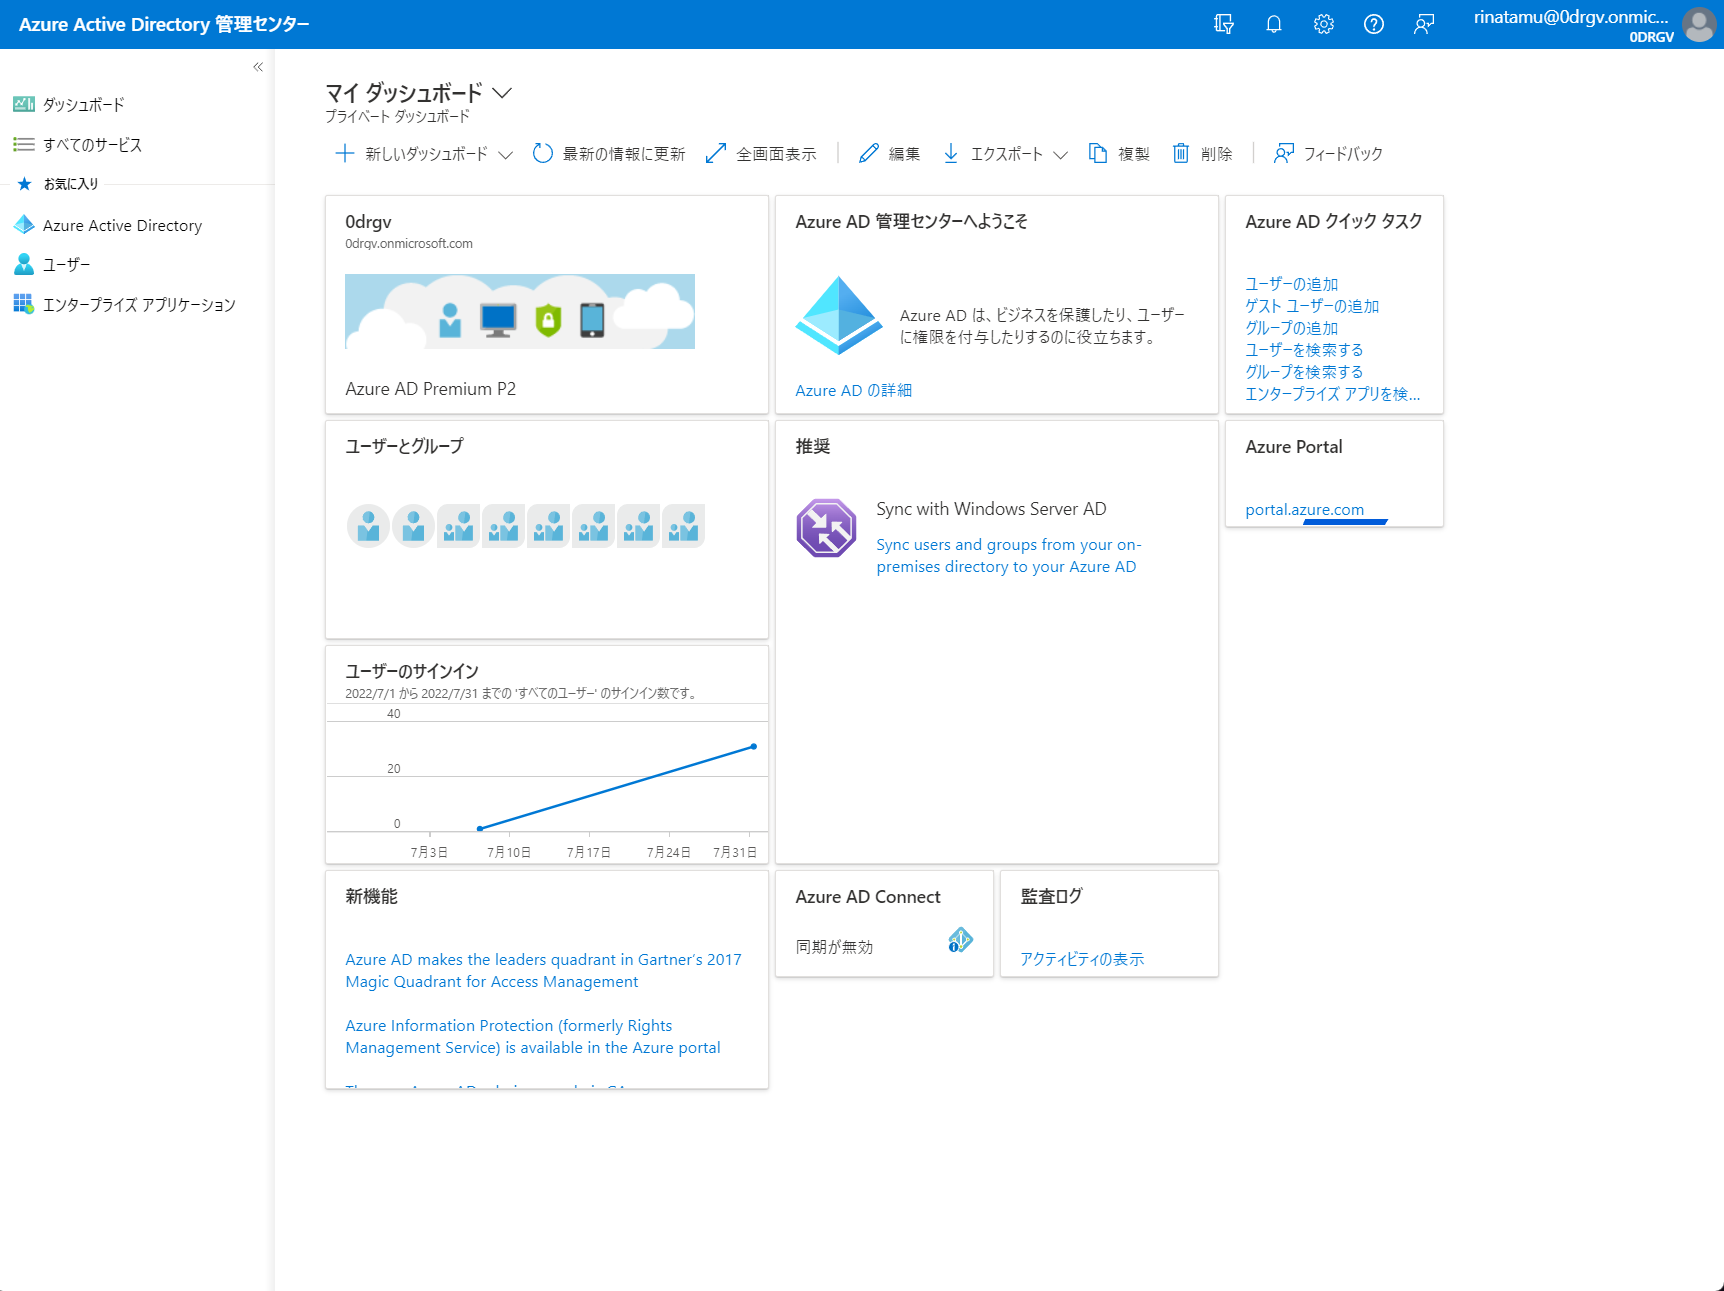 Azure Active Directory 管理センター
rinatamu@0drgv.onmic...
0DRGV
ダッシュボード
すべてのサービス
お気に入り
Azure Active Directory
ユーザー
エンタープライズ アプリケーション
マイ ダッシュボード
プライベート ダッシュボード
新しいダッシュボード
最新の情報に更新
全画面表示
編集
エクスポート
複製
削除
フィードバック
0drgv
0drgv.onmicrosoft.com
Azure AD Premium P2
Azure AD 管理センターへようこそ
Azure AD は、ビジネスを保護したり、ユーザー
に権限を付与したりするのに役立ちます。
Azure AD の詳細
Azure AD クイック タスク
ユーザーの追加
ゲスト ユーザーの追加
グループの追加
ユーザーを検索する
グループを検索する
エンタープライズ アプリを検...
ユーザーとグループ
推奨
Sync with Windows Server AD
Sync users and groups from your on-
premises directory to your Azure AD
Azure Portal
portal.azure.com
ユーザーのサインイン
2022/7/1 から 2022/7/31 までの 'すべてのユーザー' のサインイン数です。
40
20
0
7月3日
7月10日
7月17日
7月24日
7月31日
新機能
Azure AD makes the leaders quadrant in Gartner's 2017
Magic Quadrant for Access Management
Azure Information Protection (formerly Rights
Management Service) is available in the Azure portal
Azure AD Connect
同期が無効
監査ログ
アクティビティの表示